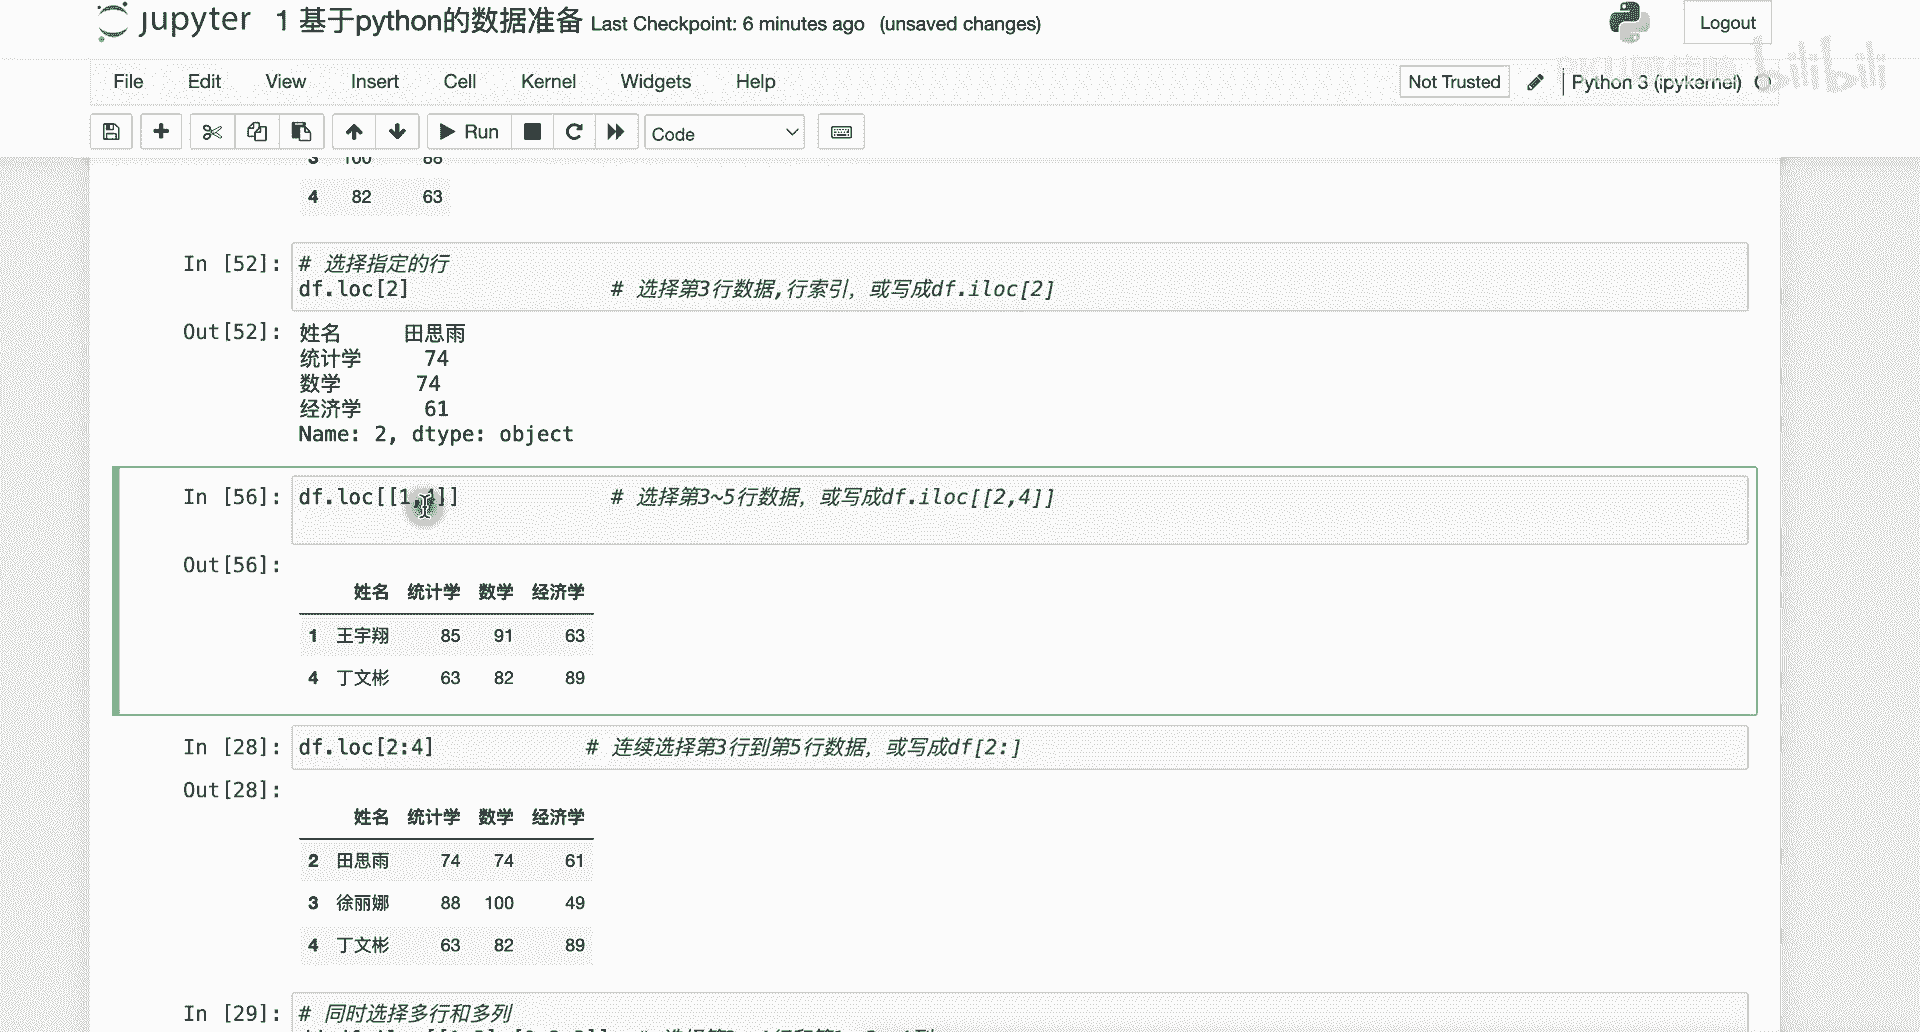 jupyter 1 基于python的数据准备 Last Checkpoint: 6 minutes ago (unsaved changes)
Logout
File Edit View Insert Cell Kernel Widgets Help
Not Trusted
Python 3 (ipykernel)
bilibili
Run
Code
3 100 88
4 82 63
In [52]: # 选择指定的行
df.loc[2] # 选择第3行数据,行索引，或写成df.iloc[2]
Out[52]: 姓名 田思雨
统计学 74
数学 74
经济学 61
Name: 2, dtype: object
In [56]: df.loc[[1,4]] # 选择第3~5行数据，或写成df.iloc[[2,4]]
Out[56]:
姓名 统计学 数学 经济学
1 王宇翔 85 91 63
4 丁文彬 63 82 89
In [28]: df.loc[2:4] # 连续选择第3行到第5行数据，或写成df[2:]
Out[28]:
姓名 统计学 数学 经济学
2 田思雨 74 74 61
3 徐丽娜 88 100 49
4 丁文彬 63 82 89
In [29]: # 同时选择多行和多列